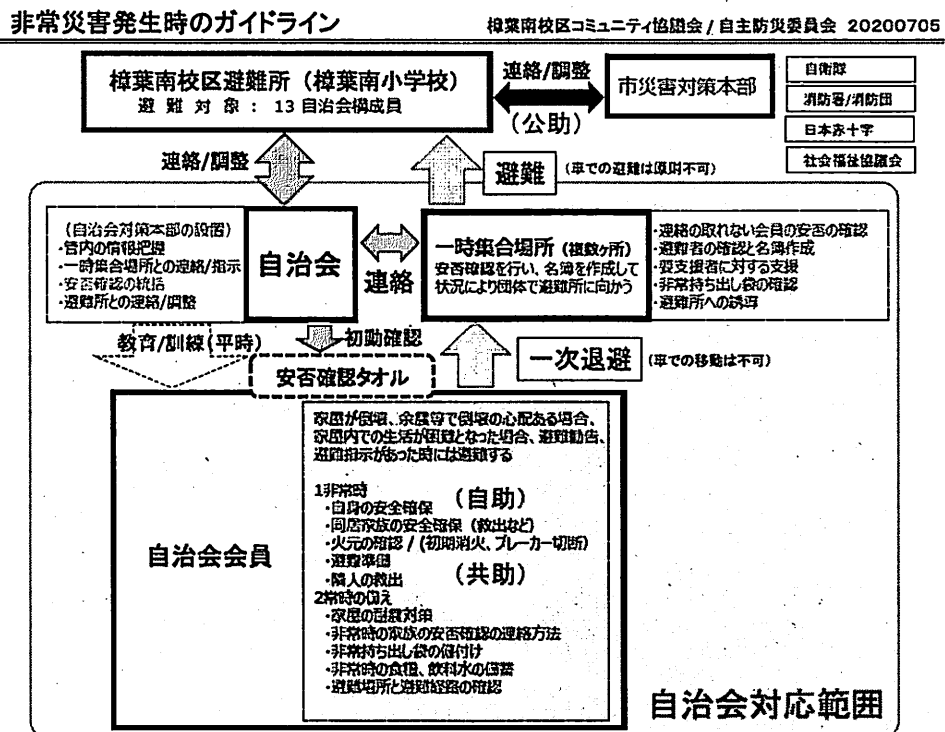 非常災害発生時のガイドライン
樟葉南校区コミュニティ協議会 / 自主防災委員会 20200705
樟葉南校区避難所（樟葉南小学校）
避難対象：13自治会構成員
連絡/調整
（公助）
市災害対策本部
自衛隊
消防署/消防団
日本赤十字
社会福祉協議会
連絡/調整
避難
（車での避難は原則不可）
（自治会対策本部の設置）
・管内の情報把握
・一時集合場所との連絡/指示
・安否確認の統括
・避難所との連絡/調整
自治会
連絡
一時集合場所（複数ヶ所）
安否確認を行い、名簿を作成して
状況により団体で避難所に向かう
・連絡の取れない会員の安否の確認
・避難者の確認と名簿作成
・要支援者に対する支援
・非常持ち出し袋の確認
・避難所への誘導
教育/訓練(平時)
初動確認
安否確認タオル
一次退避
（車での移動は不可）
自治会会員
家屋が倒壊、余震等で倒壊の心配ある場合、
家屋内での生活が困難となった場合、避難勧告、
避難指示があった時には避難する
1非常時
（自助）
・自身の安全確保
・同居家族の安全確保（救出など）
・火元の確認 / (初期消火、ブレーカー切断)
・避難準備
・隣人の救出
（共助）
2常時の備え
・家屋の耐震対策
・非常時の家族の安否確認の連絡方法
・非常持ち出し袋の備付け
・非常時の食糧、飲料水の備蓄
・避難場所と避難経路の確認
自治会対応範囲